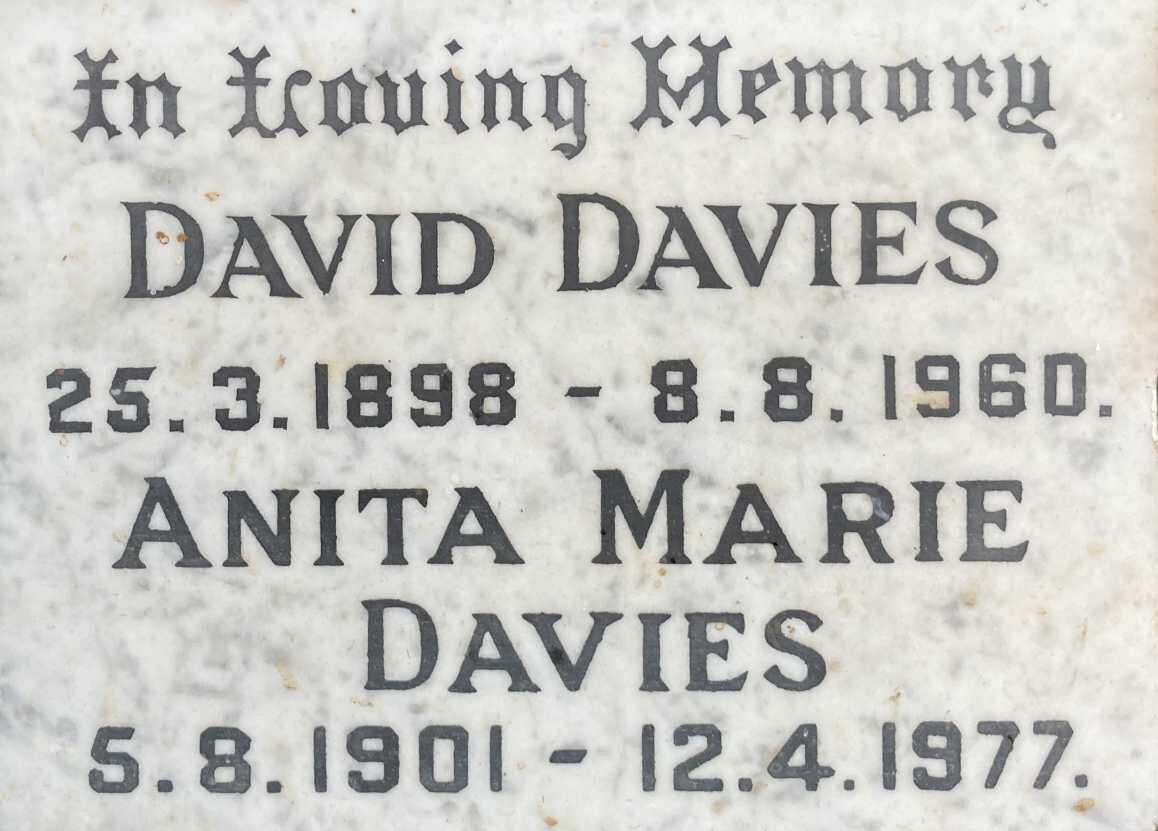 In Loving Memory
DAVID DAVIES
25.3.1898 - 8.8.1960.
ANITA MARIE
DAVIES
5.8.1901 - 12.4.1977.